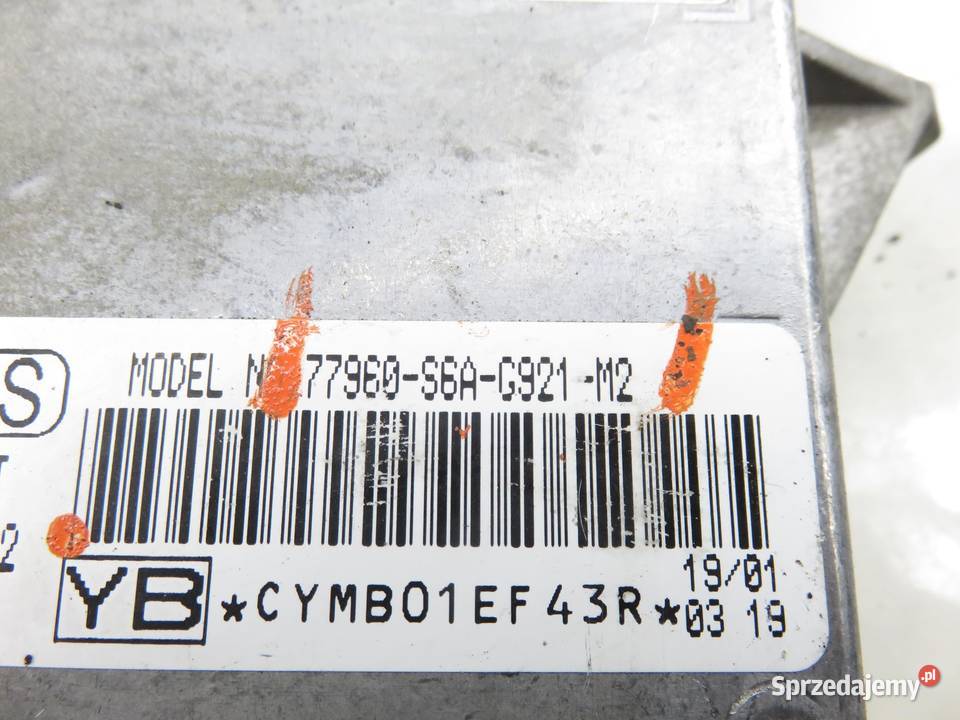 S
MODEL N 77960-S6A-G921-M2
2
YB *CYMB01EF43R*
19/01
03 19
Sprzedajemy.pl